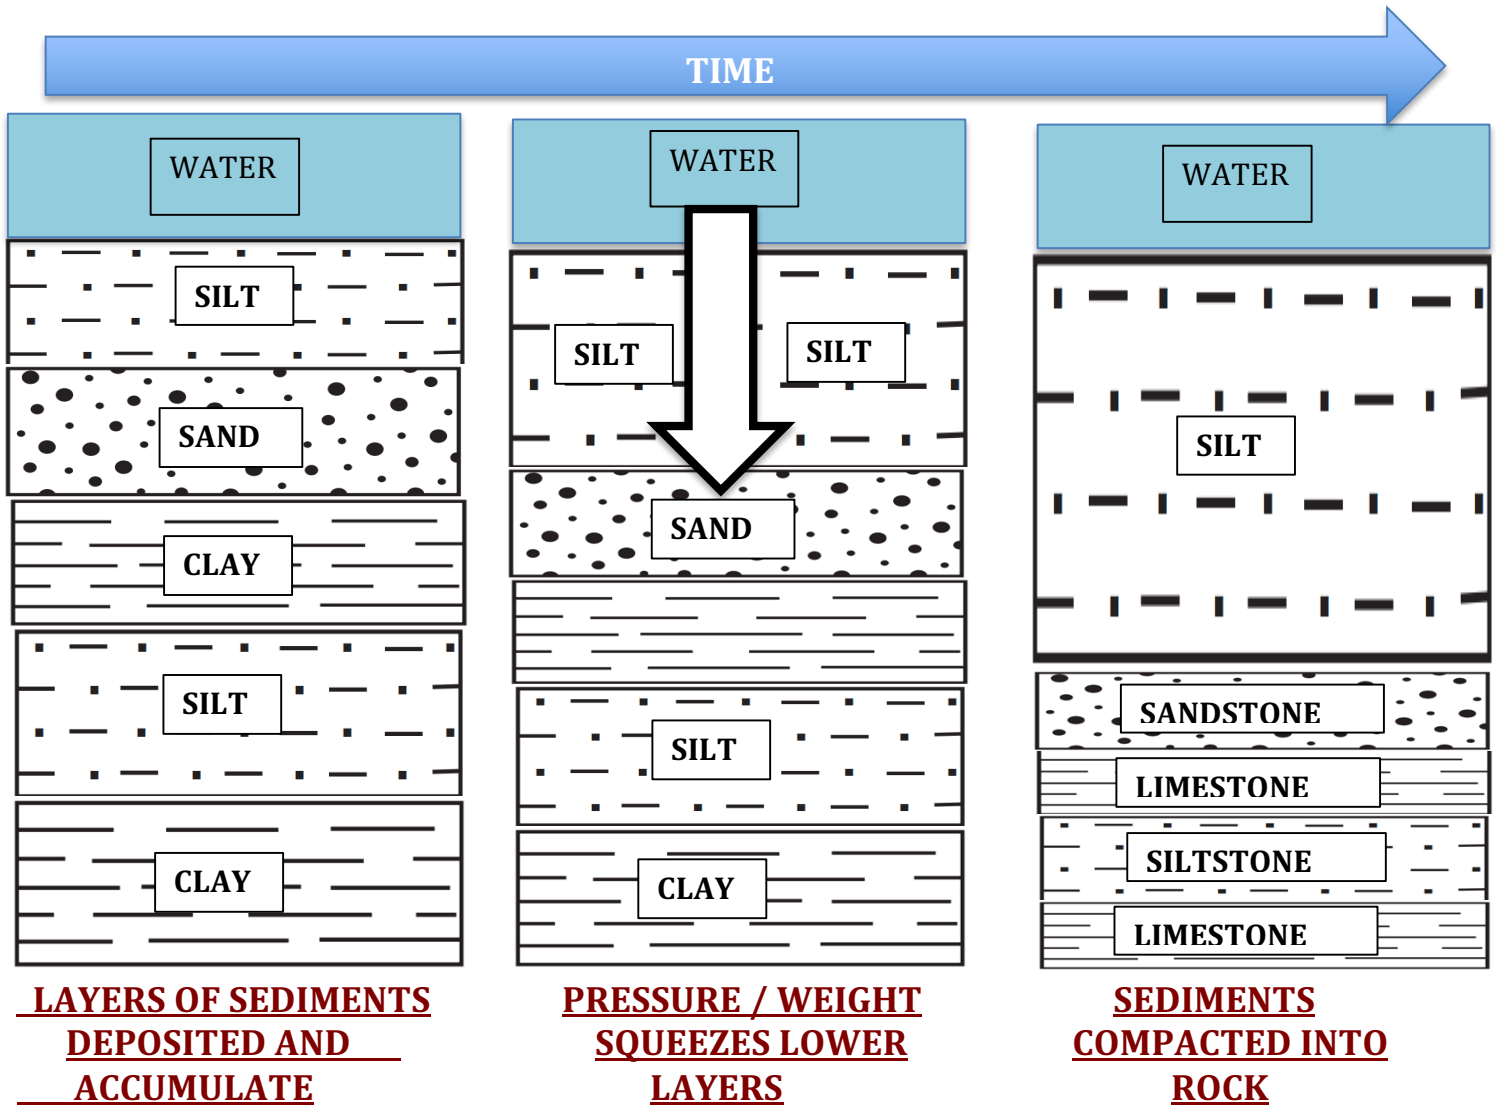 TIME
WATER
SILT
SAND
CLAY
SILT
CLAY
LAYERS OF SEDIMENTS
DEPOSITED AND
ACCUMULATE
WATER
SILT
SILT
SAND
SILT
CLAY
PRESSURE / WEIGHT
SQUEEZES LOWER
LAYERS
WATER
SILT
SANDSTONE
LIMESTONE
SILTSTONE
LIMESTONE
SEDIMENTS
COMPACTED INTO
ROCK